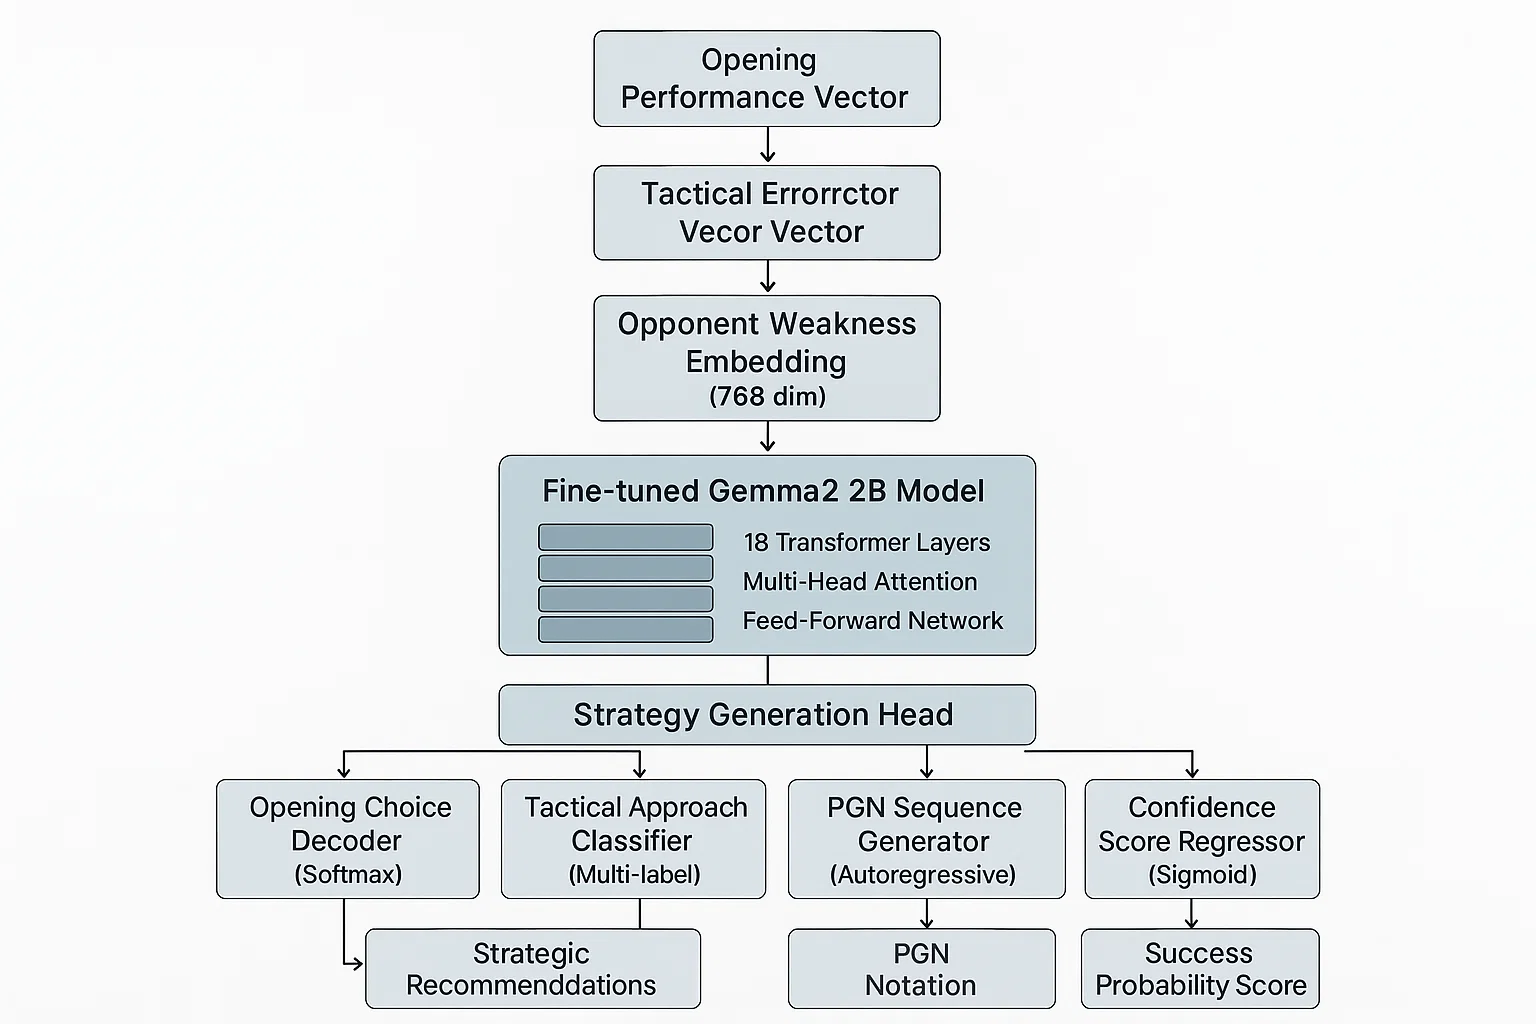 Opening
Performance Vector
Tactical Errorrctor
Vecor Vector
Opponent Weakness
Embedding
(768 dim)
Fine-tuned Gemma2 2B Model
18 Transformer Layers
Multi-Head Attention
Feed-Forward Network
Strategy Generation Head
Opening Choice
Decoder
(Softmax)
Tactical Approach
Classifier
(Multi-label)
PGN Sequence
Generator
(Autoregressive)
Confidence
Score Regressor
(Sigmoid)
Strategic
Recommenddations
PGN
Notation
Success
Probability Score